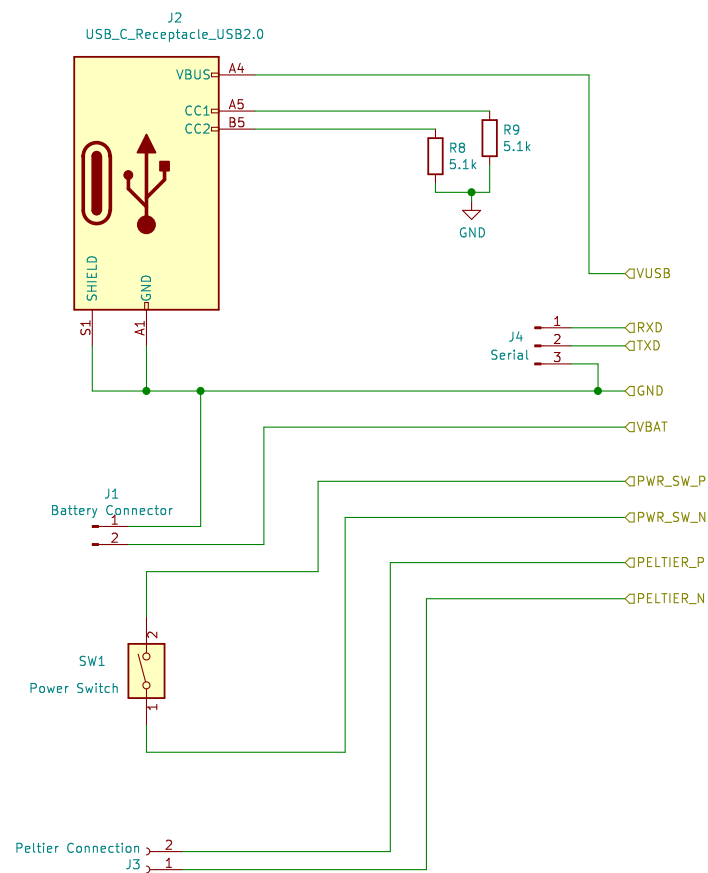 J2
USB_C_Receptacle_USB2.0
VBUS A4
CC1 A5
CC2 B5
R9
5.1k
R8
5.1k
GND
SHIELD
GND
S1
A1
VUSB
J4
Serial
1
2
3
RXD
TXD
GND
VBAT
J1
Battery Connector
1
2
PWR_SW_P
PWR_SW_N
PELTIER_P
PELTIER_N
2
SW1
Power Switch
1
Peltier Connection 2
J3 1